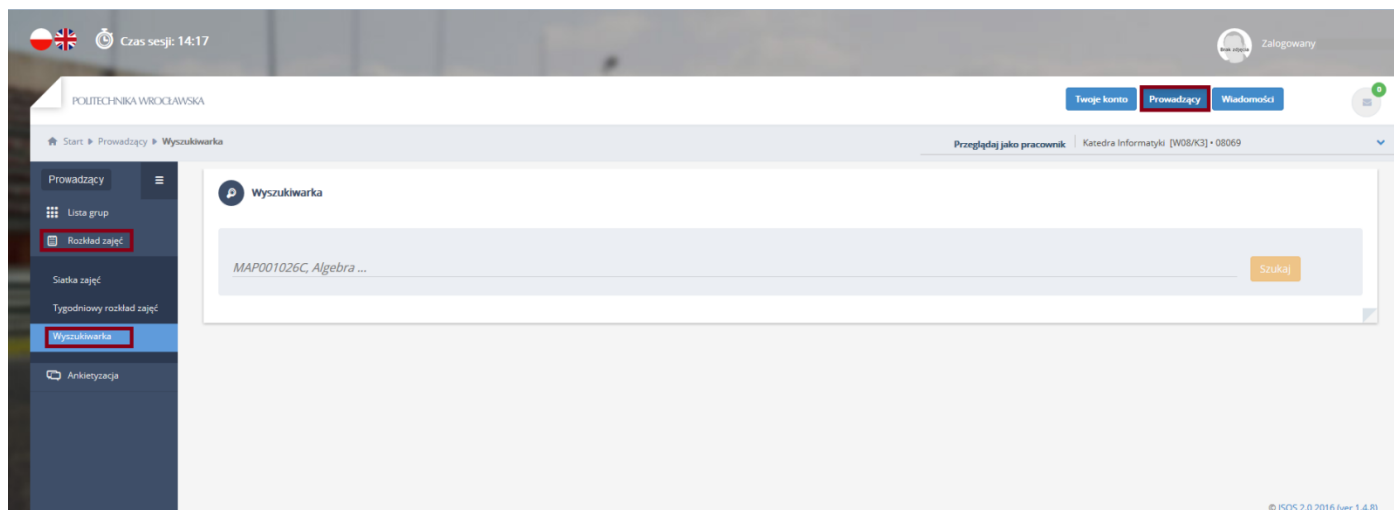 Czas sesji: 14:17
Zalogowany
POLITECHNIKA WROCŁAWSKA
Twoje konto Prowadzący Wiadomości 0
Start Prowadzący Wyszukiwarka
Przeglądaj jako pracownik Katedra Informatyki [W08/K3] • 08069
Prowadzący
Wyszukiwarka
Lista grup
Rozkład zajęć
MAP001026C, Algebra ...
Szukaj
Siatka zajęć
Tygodniowy rozkład zajęć
Wyszukiwarka
Ankietyzacja
© JSOS 2.0 2016 (ver 1.4.8)